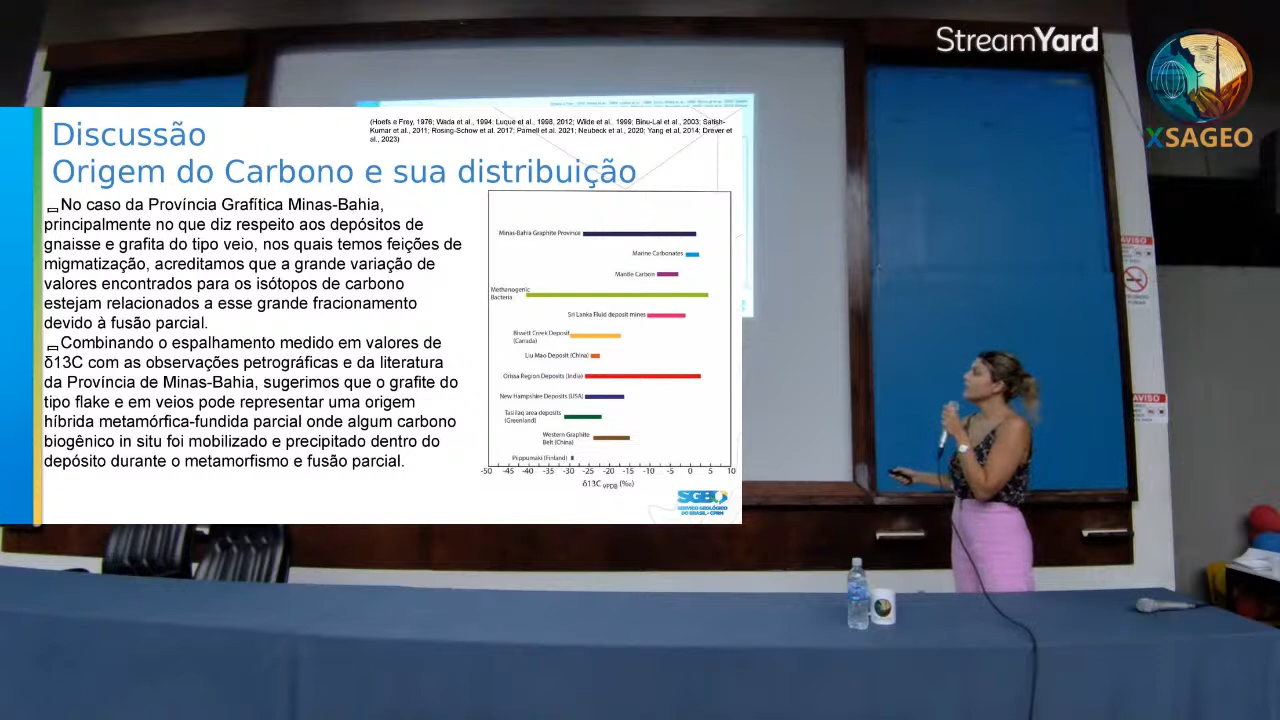 StreamYard
XSAGEO
(Hoefs e Frey, 1976; Wada et al., 1994; Luque et al., 1998, 2012; Wilde et al., 1999; Binu-Lal et al., 2003; Satish-
Kumar et al., 2011; Rosing-Schow et al. 2017; Parnell et al. 2021; Neubeck et al., 2020; Yang et al, 2014; Drever et
al., 2023)
Discussão
Origem do Carbono e sua distribuição
No caso da Província Grafítica Minas-Bahia,
principalmente no que diz respeito aos depósitos de
gnaisse e grafita do tipo veio, nos quais temos feições de
migmatização, acreditamos que a grande variação de
valores encontrados para os isótopos de carbono
estejam relacionados a esse grande fracionamento
devido à fusão parcial.
Combinando o espalhamento medido em valores de
δ13C com as observações petrográficas e da literatura
da Província de Minas-Bahia, sugerimos que o grafite do
tipo flake e em veios pode representar uma origem
híbrida metamórfica-fundida parcial onde algum carbono
biogênico in situ foi mobilizado e precipitado dentro do
depósito durante o metamorfismo e fusão parcial.
Minas-Bahia Graphite Province
Marine Carbonates
Mantle Carbon
Methanogenic
Bacteria
Sri Lanka Fluid deposit mines
Bissett Creek Deposit
(Canada)
Liu Mao Deposit (China)
Orissa Region Deposits (India)
New Hampshire Deposits (USA)
Tasiilaq area deposits
(Greenland)
Western Graphite
Belt (China)
Piippumäki (Finland)
-50 -45 -40 -35 -30 -25 -20 -15 -10 -5 0 5 10
δ13C VPDB (‰)
SGB
SERVIÇO GEOLÓGICO
DO BRASIL - CPRM
AVISO
AVISO